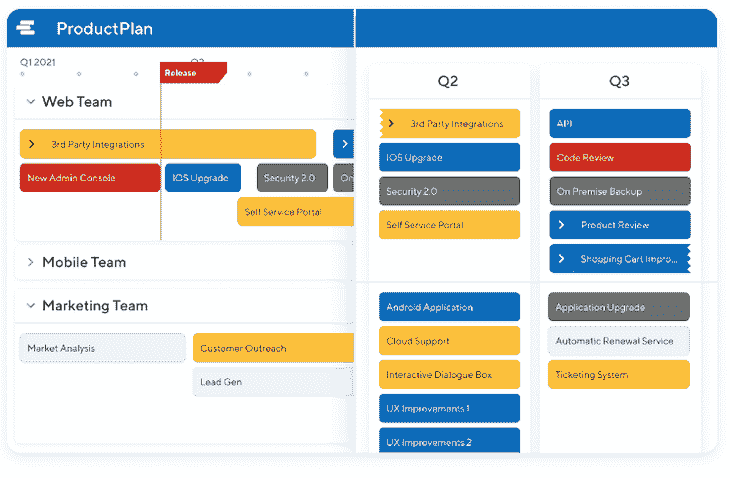 ProductPlan
Q1 2021
Release
Web Team
3rd Party Integrations
New Admin Console
IOS Upgrade
Security 2.0
On
Self Service Portal
Mobile Team
Marketing Team
Market Analysis
Customer Outreach
Lead Gen
Q2
3rd Party Integrations
IOS Upgrade
Security 2.0
Self Service Portal
Android Application
Cloud Support
Interactive Dialogue Box
UX Improvements 1
UX Improvements 2
Q3
API
Code Review
On Premise Backup
Product Review
Shopping Cart Impro...
Application Upgrade
Automatic Renewal Service
Ticketing System